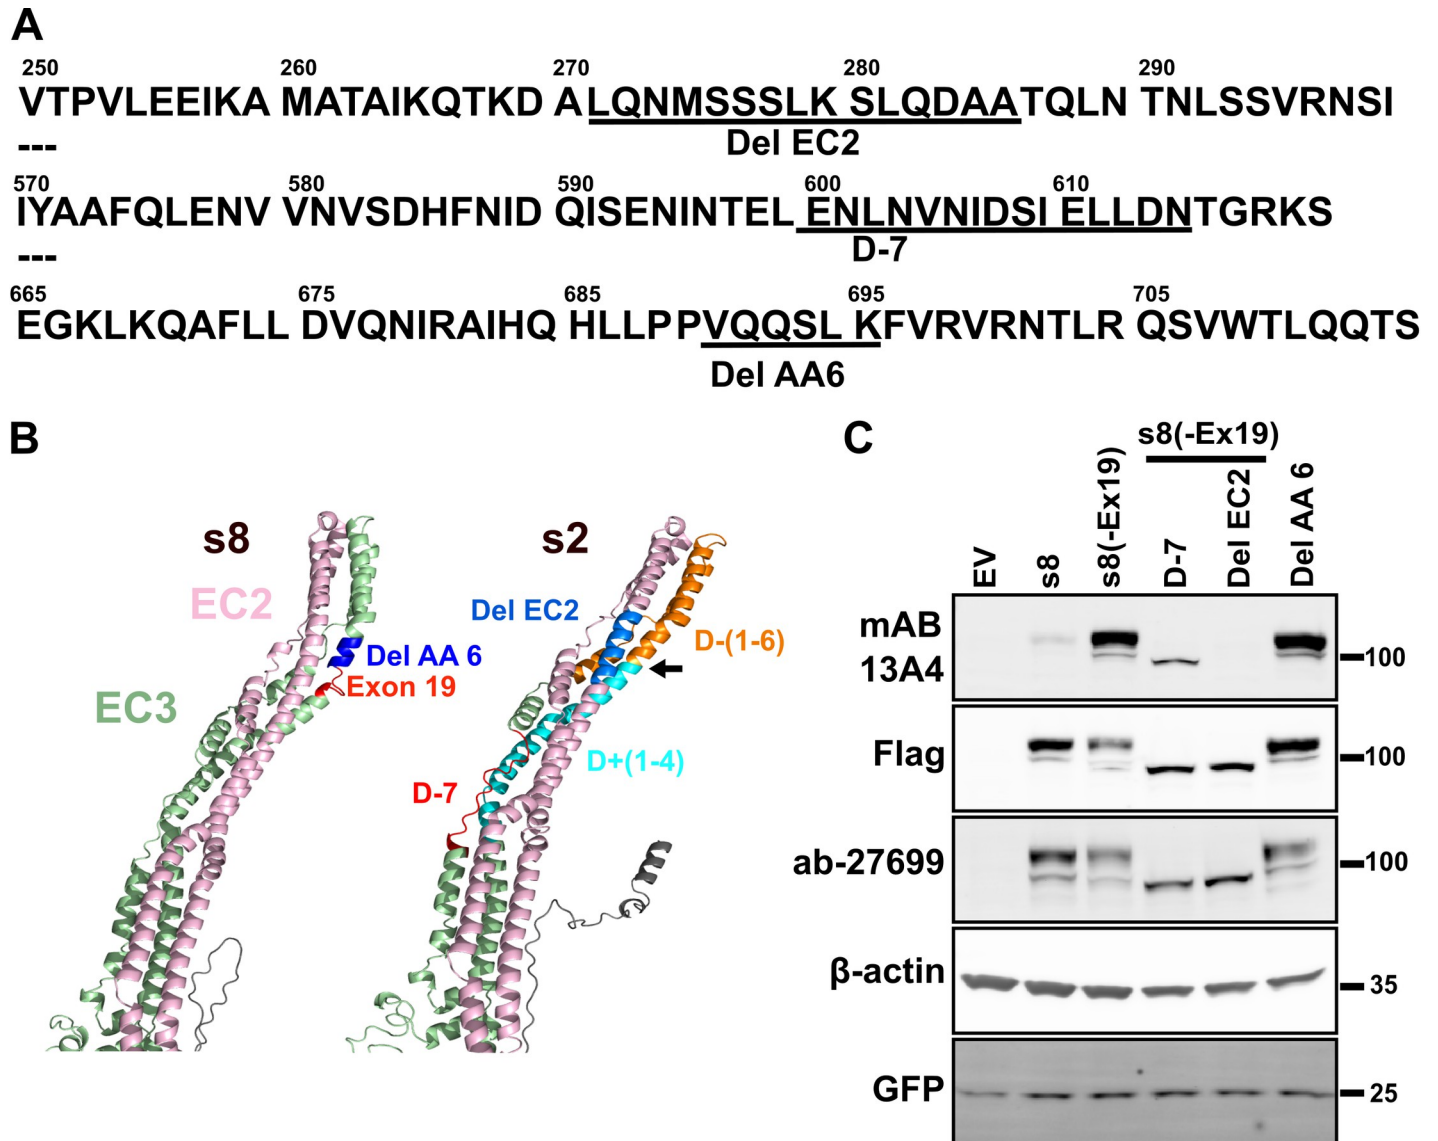 A
250 260 270 280 290
VTPVLEEIKA MATAIKQTKD ALQNMSSSLK SLQDAATQLN TNLSSVRNSI
--- Del EC2
570 580 590 600 610
IYAAFQLENV VNVSDHFNID QISENINTEL ENLNVNIDSI ELLDNTGRKS
--- D-7
665 675 685 695 705
EGKLKQAFLL DVQNIRAIHQ HLLPPVQQSL KFVRVRNTLR QSVWTLQQTS
Del AA6
B
s8 s2
EC2
Del EC2
D-(1-6)
Del AA 6
Exon 19
EC3
D+(1-4)
D-7
C
s8(-Ex19)
EV s8 s8(-Ex19) D-7 Del EC2 Del AA 6
mAB
13A4
100
Flag
100
ab-27699
100
β-actin
35
GFP
25